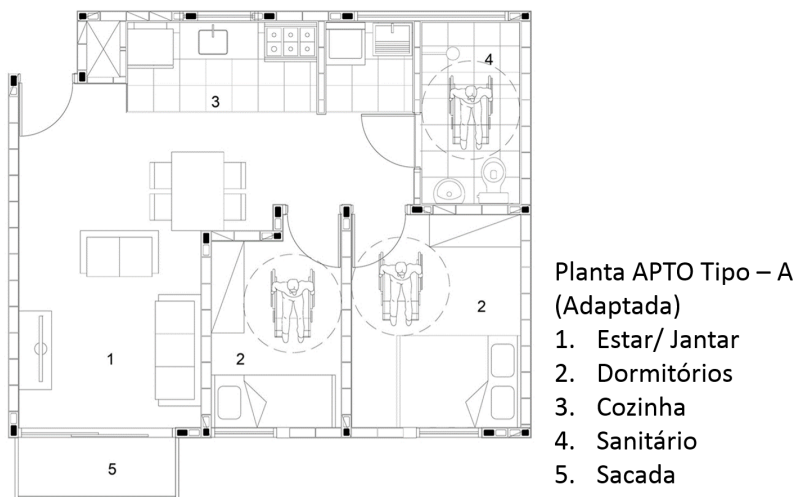 4
3
2
1
2
5
Planta APTO Tipo – A
(Adaptada)
1. Estar/ Jantar
2. Dormitórios
3. Cozinha
4. Sanitário
5. Sacada